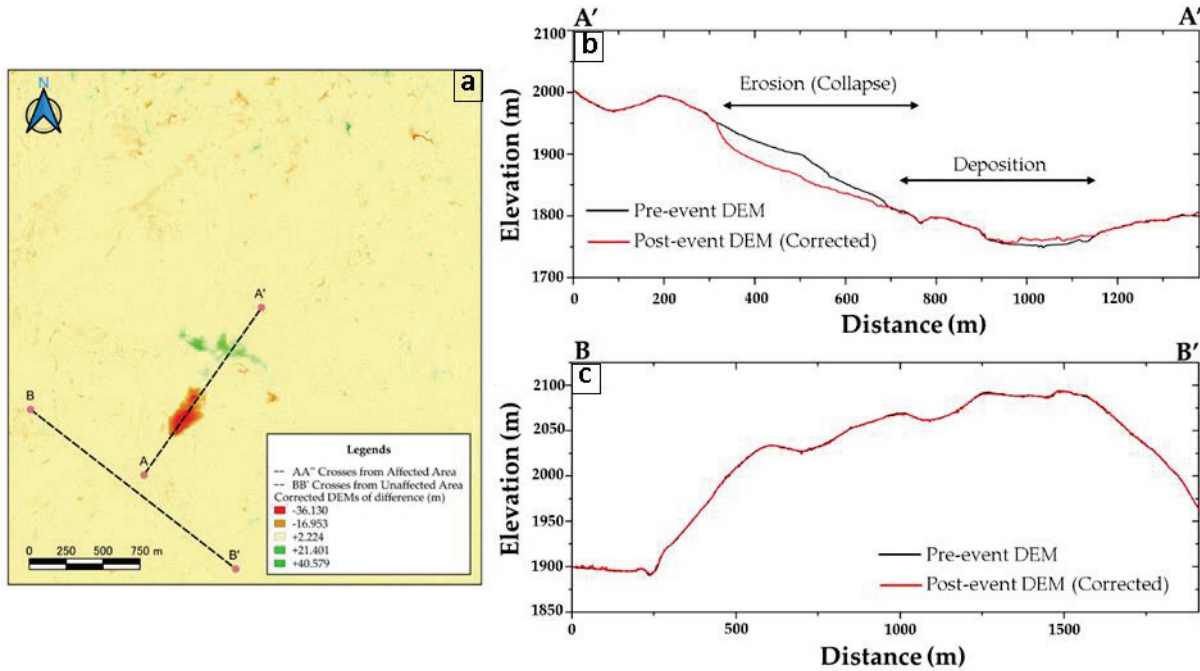 a
N
A'
B
A
B'
Legends
AA" Crosses from Affected Area
BB' Crosses from Unaffected Area
Corrected DEMs of difference (m)
-36.130
-16.953
+2.224
+21.401
+40.579
0 250 500 750 m
A' A'
b
2100
2000
1900
1800
1700
Elevation (m)
Erosion (Collapse)
Deposition
Pre-event DEM
Post-event DEM (Corrected)
0 200 400 600 800 1000 1200
Distance (m)
B B'
c
2100
2050
2000
1950
1900
1850
Elevation (m)
Pre-event DEM
Post-event DEM (Corrected)
0 500 1000 1500
Distance (m)